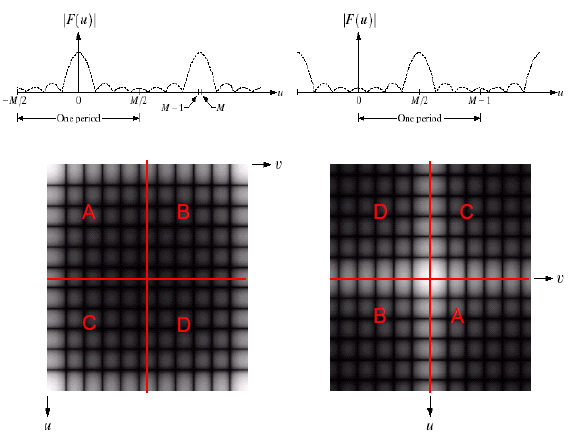 |F(u)|
u
−M/2
0
M/2
M − 1
M
One period
|F(u)|
u
0
M/2
M − 1
One period
v
A
B
C
D
u
D
C
v
B
A
u